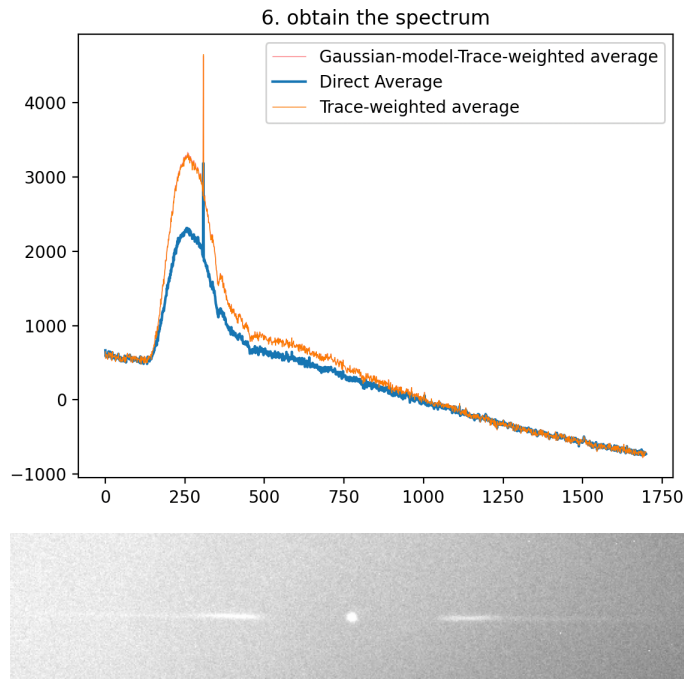 6. obtain the spectrum
Gaussian-model-Trace-weighted average
Direct Average
Trace-weighted average
4000
3000
2000
1000
0
−1000
0 250 500 750 1000 1250 1500 1750